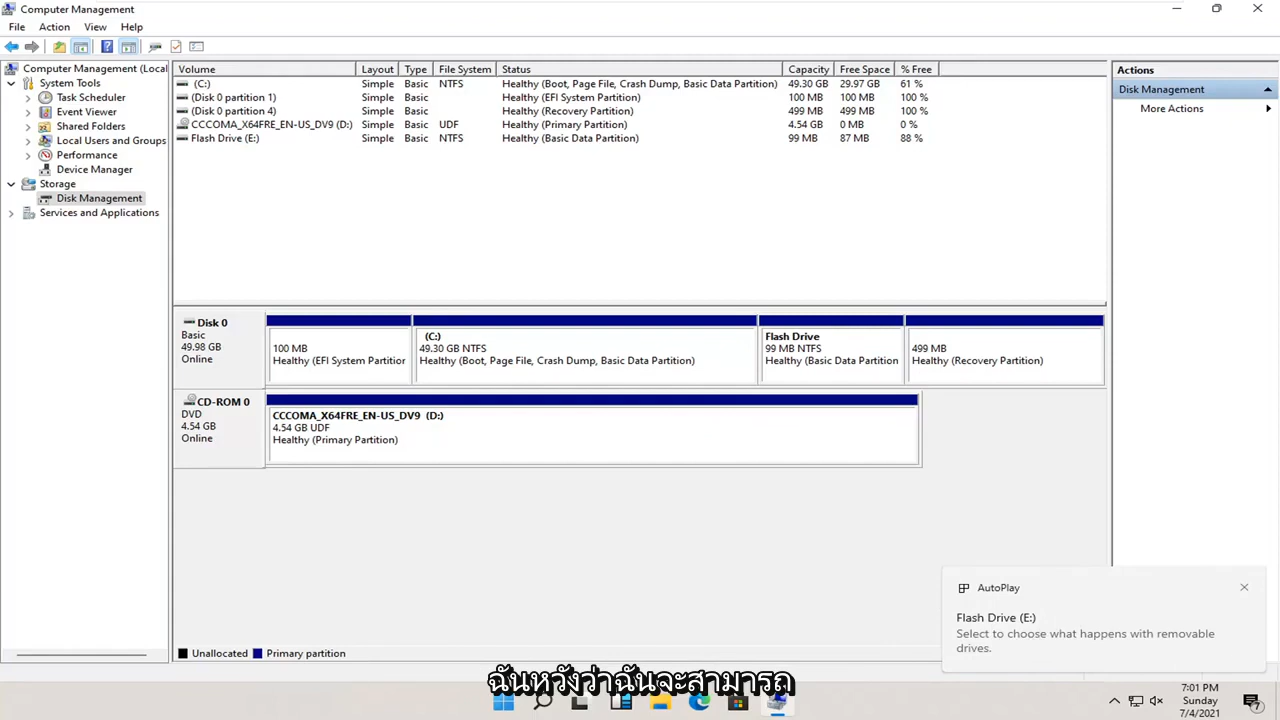 Computer Management
File Action View Help
Computer Management (Local
System Tools
Task Scheduler
Event Viewer
Shared Folders
Local Users and Groups
Performance
Device Manager
Storage
Disk Management
Services and Applications
Volume Layout Type File System Status Capacity Free Space % Free
(C:) Simple Basic NTFS Healthy (Boot, Page File, Crash Dump, Basic Data Partition) 49.30 GB 29.97 GB 61 %
(Disk 0 partition 1) Simple Basic Healthy (EFI System Partition) 100 MB 100 MB 100 %
(Disk 0 partition 4) Simple Basic Healthy (Recovery Partition) 499 MB 499 MB 100 %
CCCOMA_X64FRE_EN-US_DV9 (D:) Simple Basic UDF Healthy (Primary Partition) 4.54 GB 0 MB 0 %
Flash Drive (E:) Simple Basic NTFS Healthy (Basic Data Partition) 99 MB 87 MB 88 %
Disk 0
Basic
49.98 GB
Online
100 MB
Healthy (EFI System Partitior
(C:)
49.30 GB NTFS
Healthy (Boot, Page File, Crash Dump, Basic Data Partition)
Flash Drive
99 MB NTFS
Healthy (Basic Data Partition
499 MB
Healthy (Recovery Partition)
CD-ROM 0
DVD
4.54 GB
Online
CCCOMA_X64FRE_EN-US_DV9 (D:)
4.54 GB UDF
Healthy (Primary Partition)
Unallocated Primary partition
Actions
Disk Management
More Actions
AutoPlay
Flash Drive (E:)
Select to choose what happens with removable
drives.
ฉันหวังว่าฉันจะสามารถ
7:01 PM
Sunday
7/4/2021
7